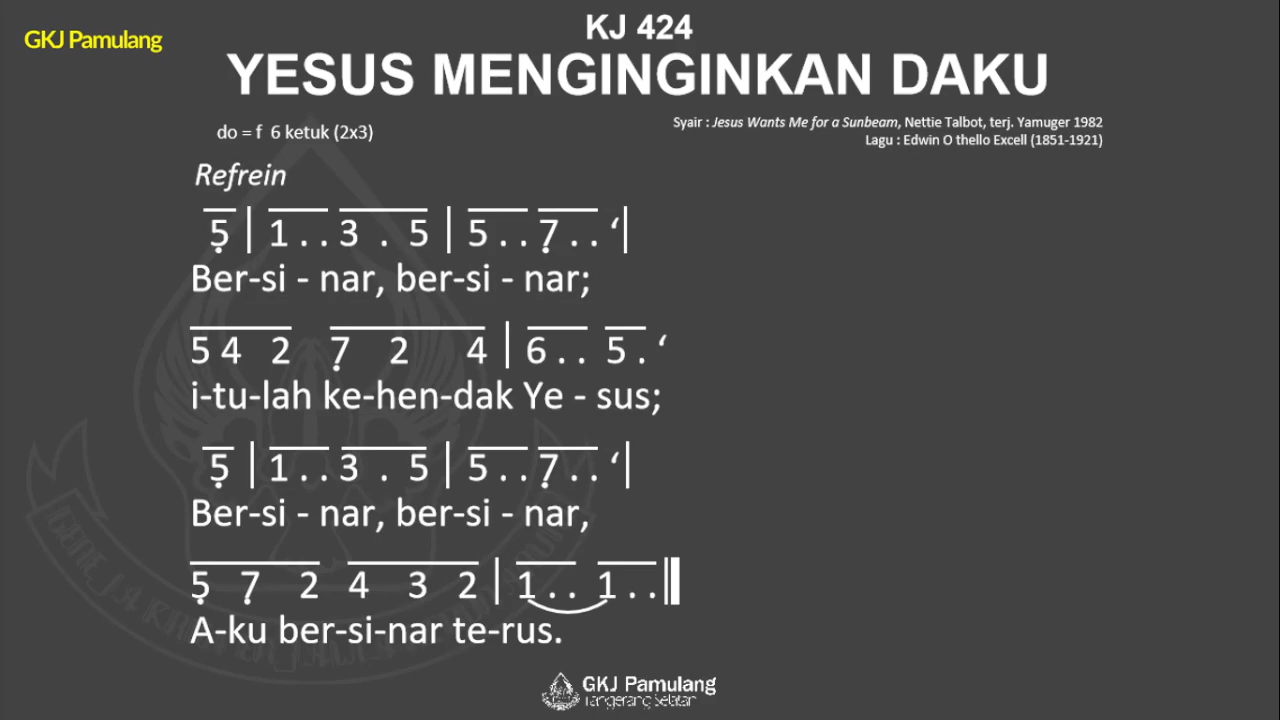 GKJ Pamulang
KJ 424
YESUS MENGINGINKAN DAKU
do = f 6 ketuk (2x3)
Syair : Jesus Wants Me for a Sunbeam, Nettie Talbot, terj. Yamuger 1982
Lagu : Edwin O thello Excell (1851-1921)
Refrein
5̣ | 1 . . 3 . 5 | 5 . . 7̣ . . ‘ |
Ber-si - nar, ber-si - nar;
5 4 2 7̣ 2 4 | 6 . . 5 . ‘
i-tu-lah ke-hen-dak Ye - sus;
5̣ | 1 . . 3 . 5 | 5 . . 7̣ . . ‘ |
Ber-si - nar, ber-si - nar,
5̣ 7̣ 2 4 3 2 | 1 . . 1 . . ||
A-ku ber-si-nar te-rus.
GKJ Pamulang
Tangerang Selatan